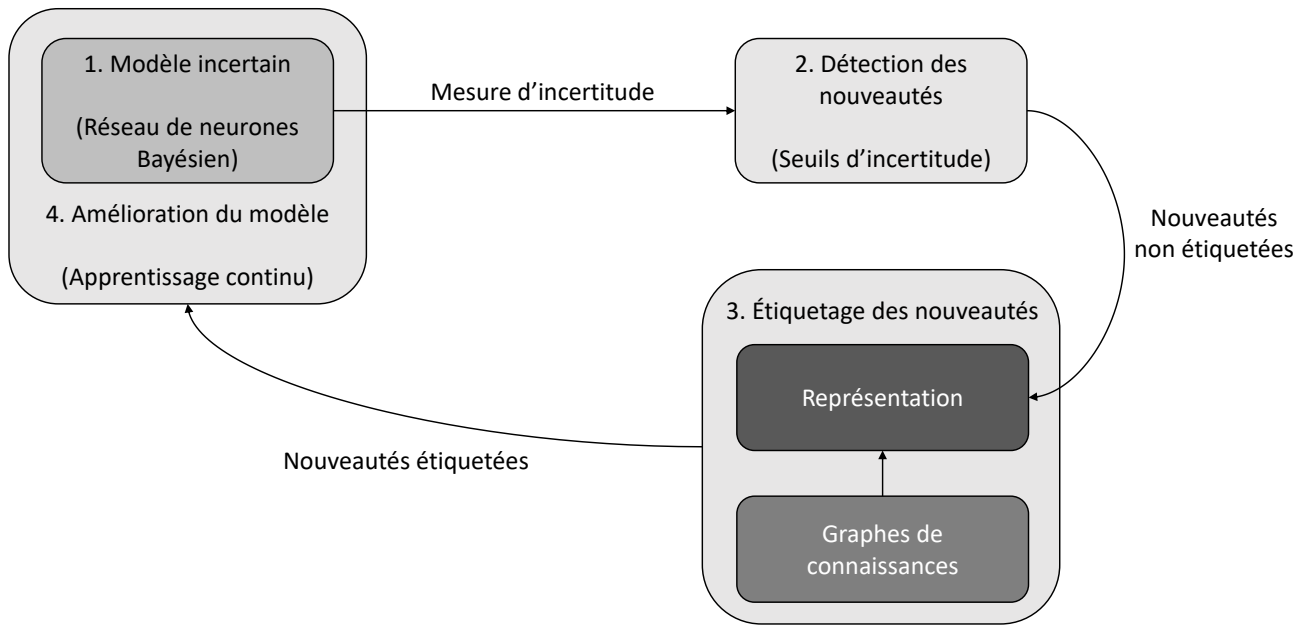 1. Modèle incertain
(Réseau de neurones
Bayésien)
4. Amélioration du modèle
(Apprentissage continu)
Mesure d'incertitude
2. Détection des
nouveautés
(Seuils d'incertitude)
Nouveautés
non étiquetées
3. Étiquetage des nouveautés
Représentation
Graphes de
connaissances
Nouveautés étiquetées